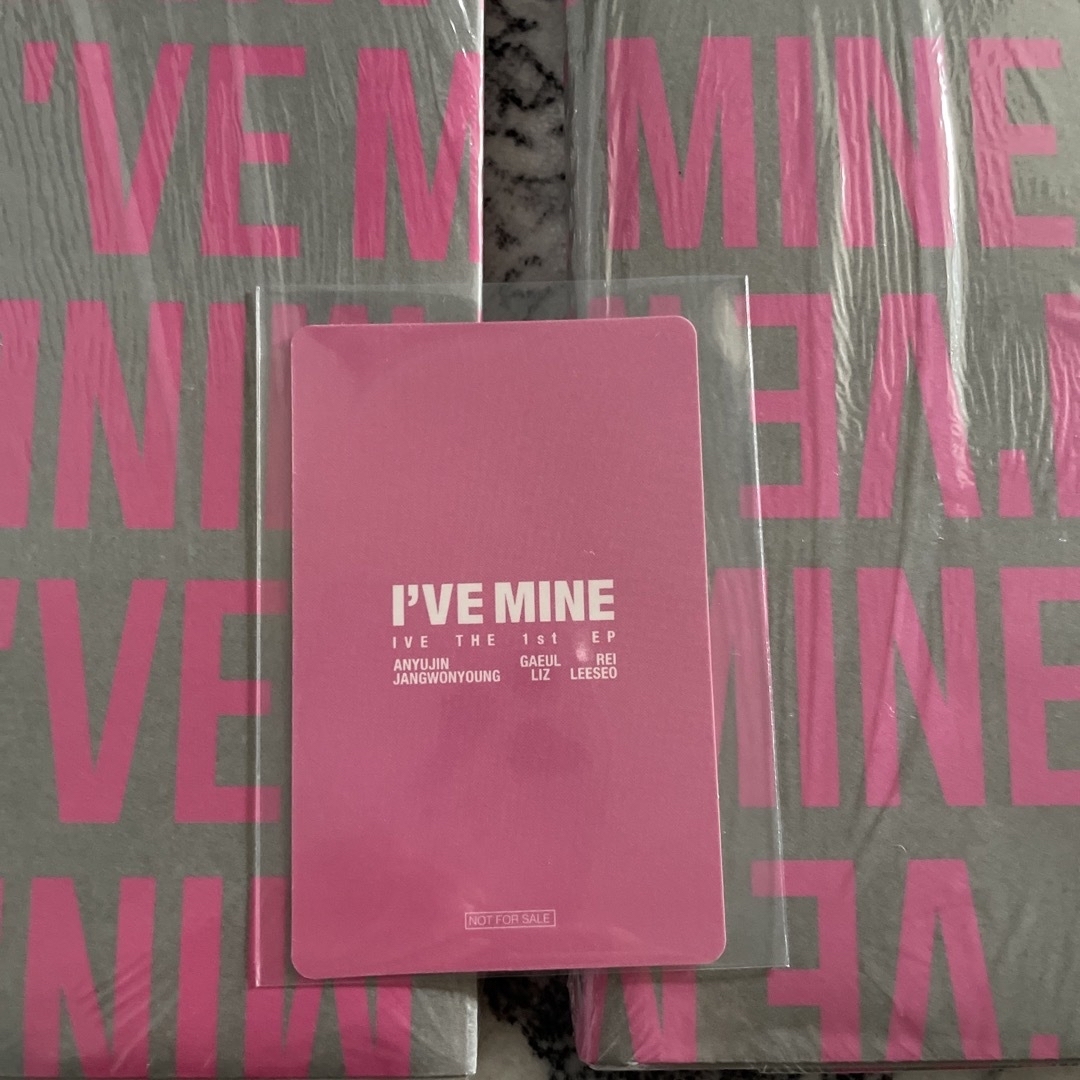 'VE M
MINE
I'VE MINE
IVE THE 1st EP
ANYUJIN GAEUL REI
JANGWONYOUNG LIZ LEESEO
NOT FOR SALE
'VE
MINE